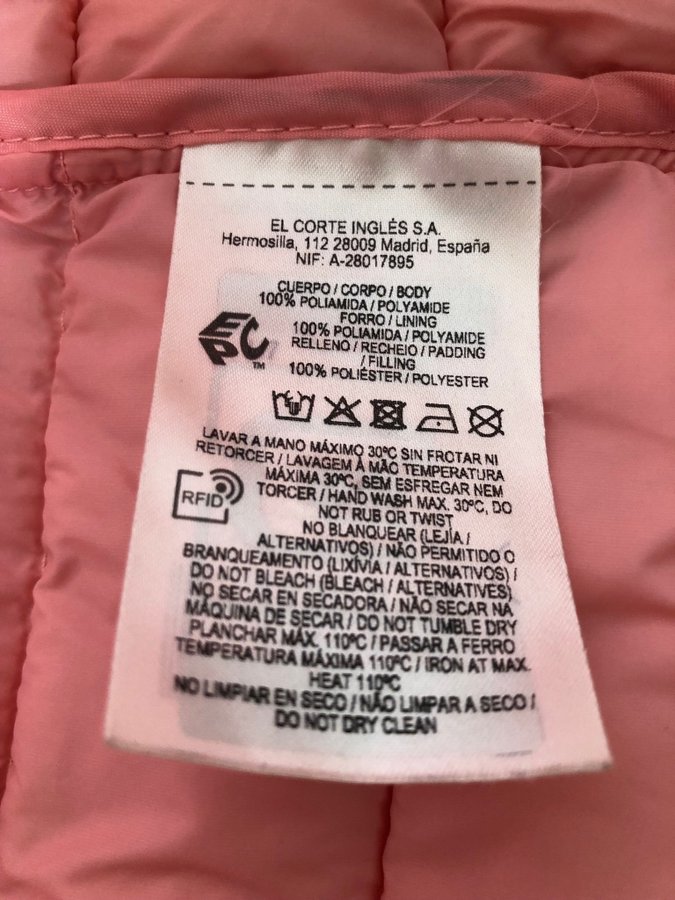 EL CORTE INGLÉS S.A.
Hermosilla, 112 28009 Madrid, España
NIF: A-28017895
CUERPO / CORPO / BODY
100% POLIAMIDA / POLYAMIDE
FORRO / LINING
100% POLIAMIDA / POLYAMIDE
RELLENO / RECHEIO / PADDING
/ FILLING
100% POLIÉSTER / POLYESTER
EPC™
LAVAR A MANO MÁXIMO 30ºC SIN FROTAR NI
RETORCER / LAVAGEM À MÃO TEMPERATURA
MÁXIMA 30ºC, SEM ESFREGAR NEM
TORCER / HAND WASH MAX. 30ºC, DO
NOT RUB OR TWIST
RFID
NO BLANQUEAR (LEJÍA /
ALTERNATIVOS) / NÃO PERMITIDO O
BRANQUEAMENTO (LIXÍVIA / ALTERNATIVOS) /
DO NOT BLEACH (BLEACH / ALTERNATIVES)
NO SECAR EN SECADORA / NÃO SECAR NA
MÁQUINA DE SECAR / DO NOT TUMBLE DRY
PLANCHAR MÁX. 110ºC / PASSAR A FERRO
TEMPERATURA MÁXIMA 110ºC / IRON AT MAX.
HEAT 110ºC
NO LIMPIAR EN SECO / NÃO LIMPAR A SECO /
DO NOT DRY CLEAN